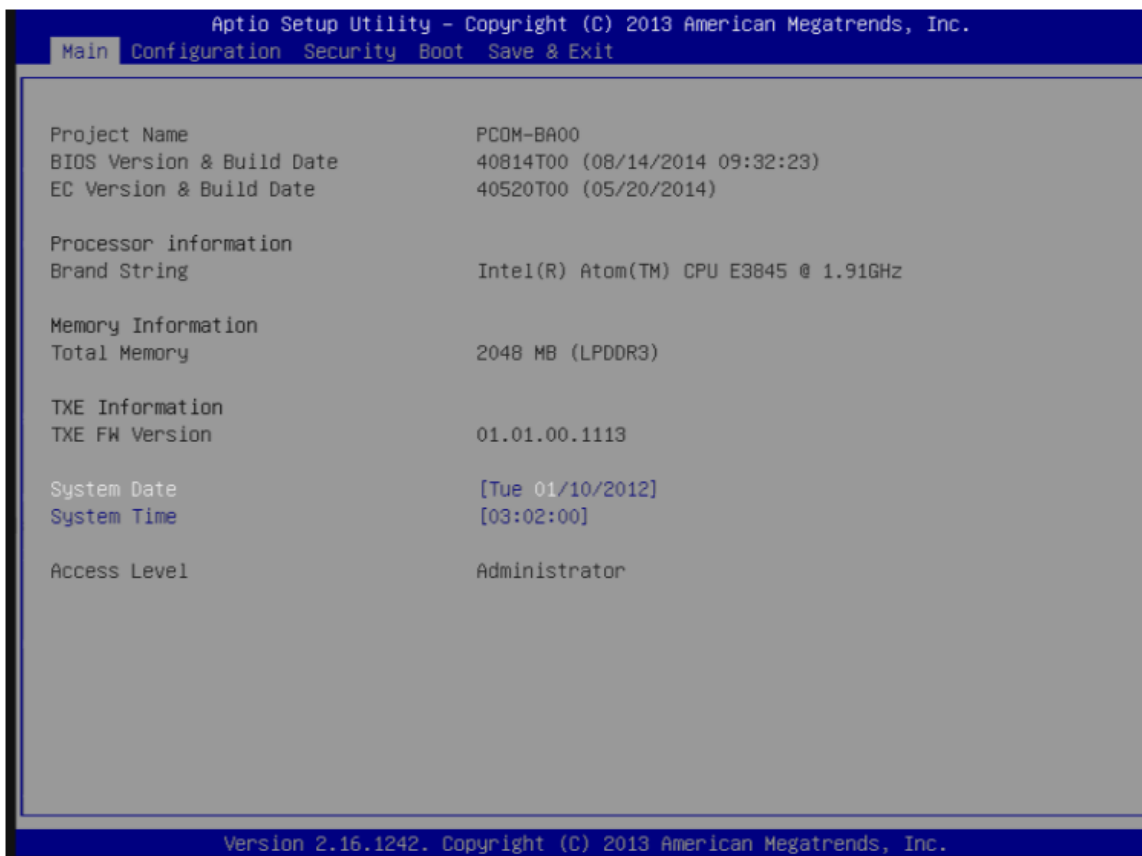 Aptio Setup Utility – Copyright (C) 2013 American Megatrends, Inc.
Main Configuration Security Boot Save & Exit
Project Name PCOM-BA00
BIOS Version & Build Date 40814T00 (08/14/2014 09:32:23)
EC Version & Build Date 40520T00 (05/20/2014)
Processor information
Brand String Intel(R) Atom(TM) CPU E3845 @ 1.91GHz
Memory Information
Total Memory 2048 MB (LPDDR3)
TXE Information
TXE FW Version 01.01.00.1113
System Date [Tue 01/10/2012]
System Time [03:02:00]
Access Level Administrator
Version 2.16.1242. Copyright (C) 2013 American Megatrends, Inc.